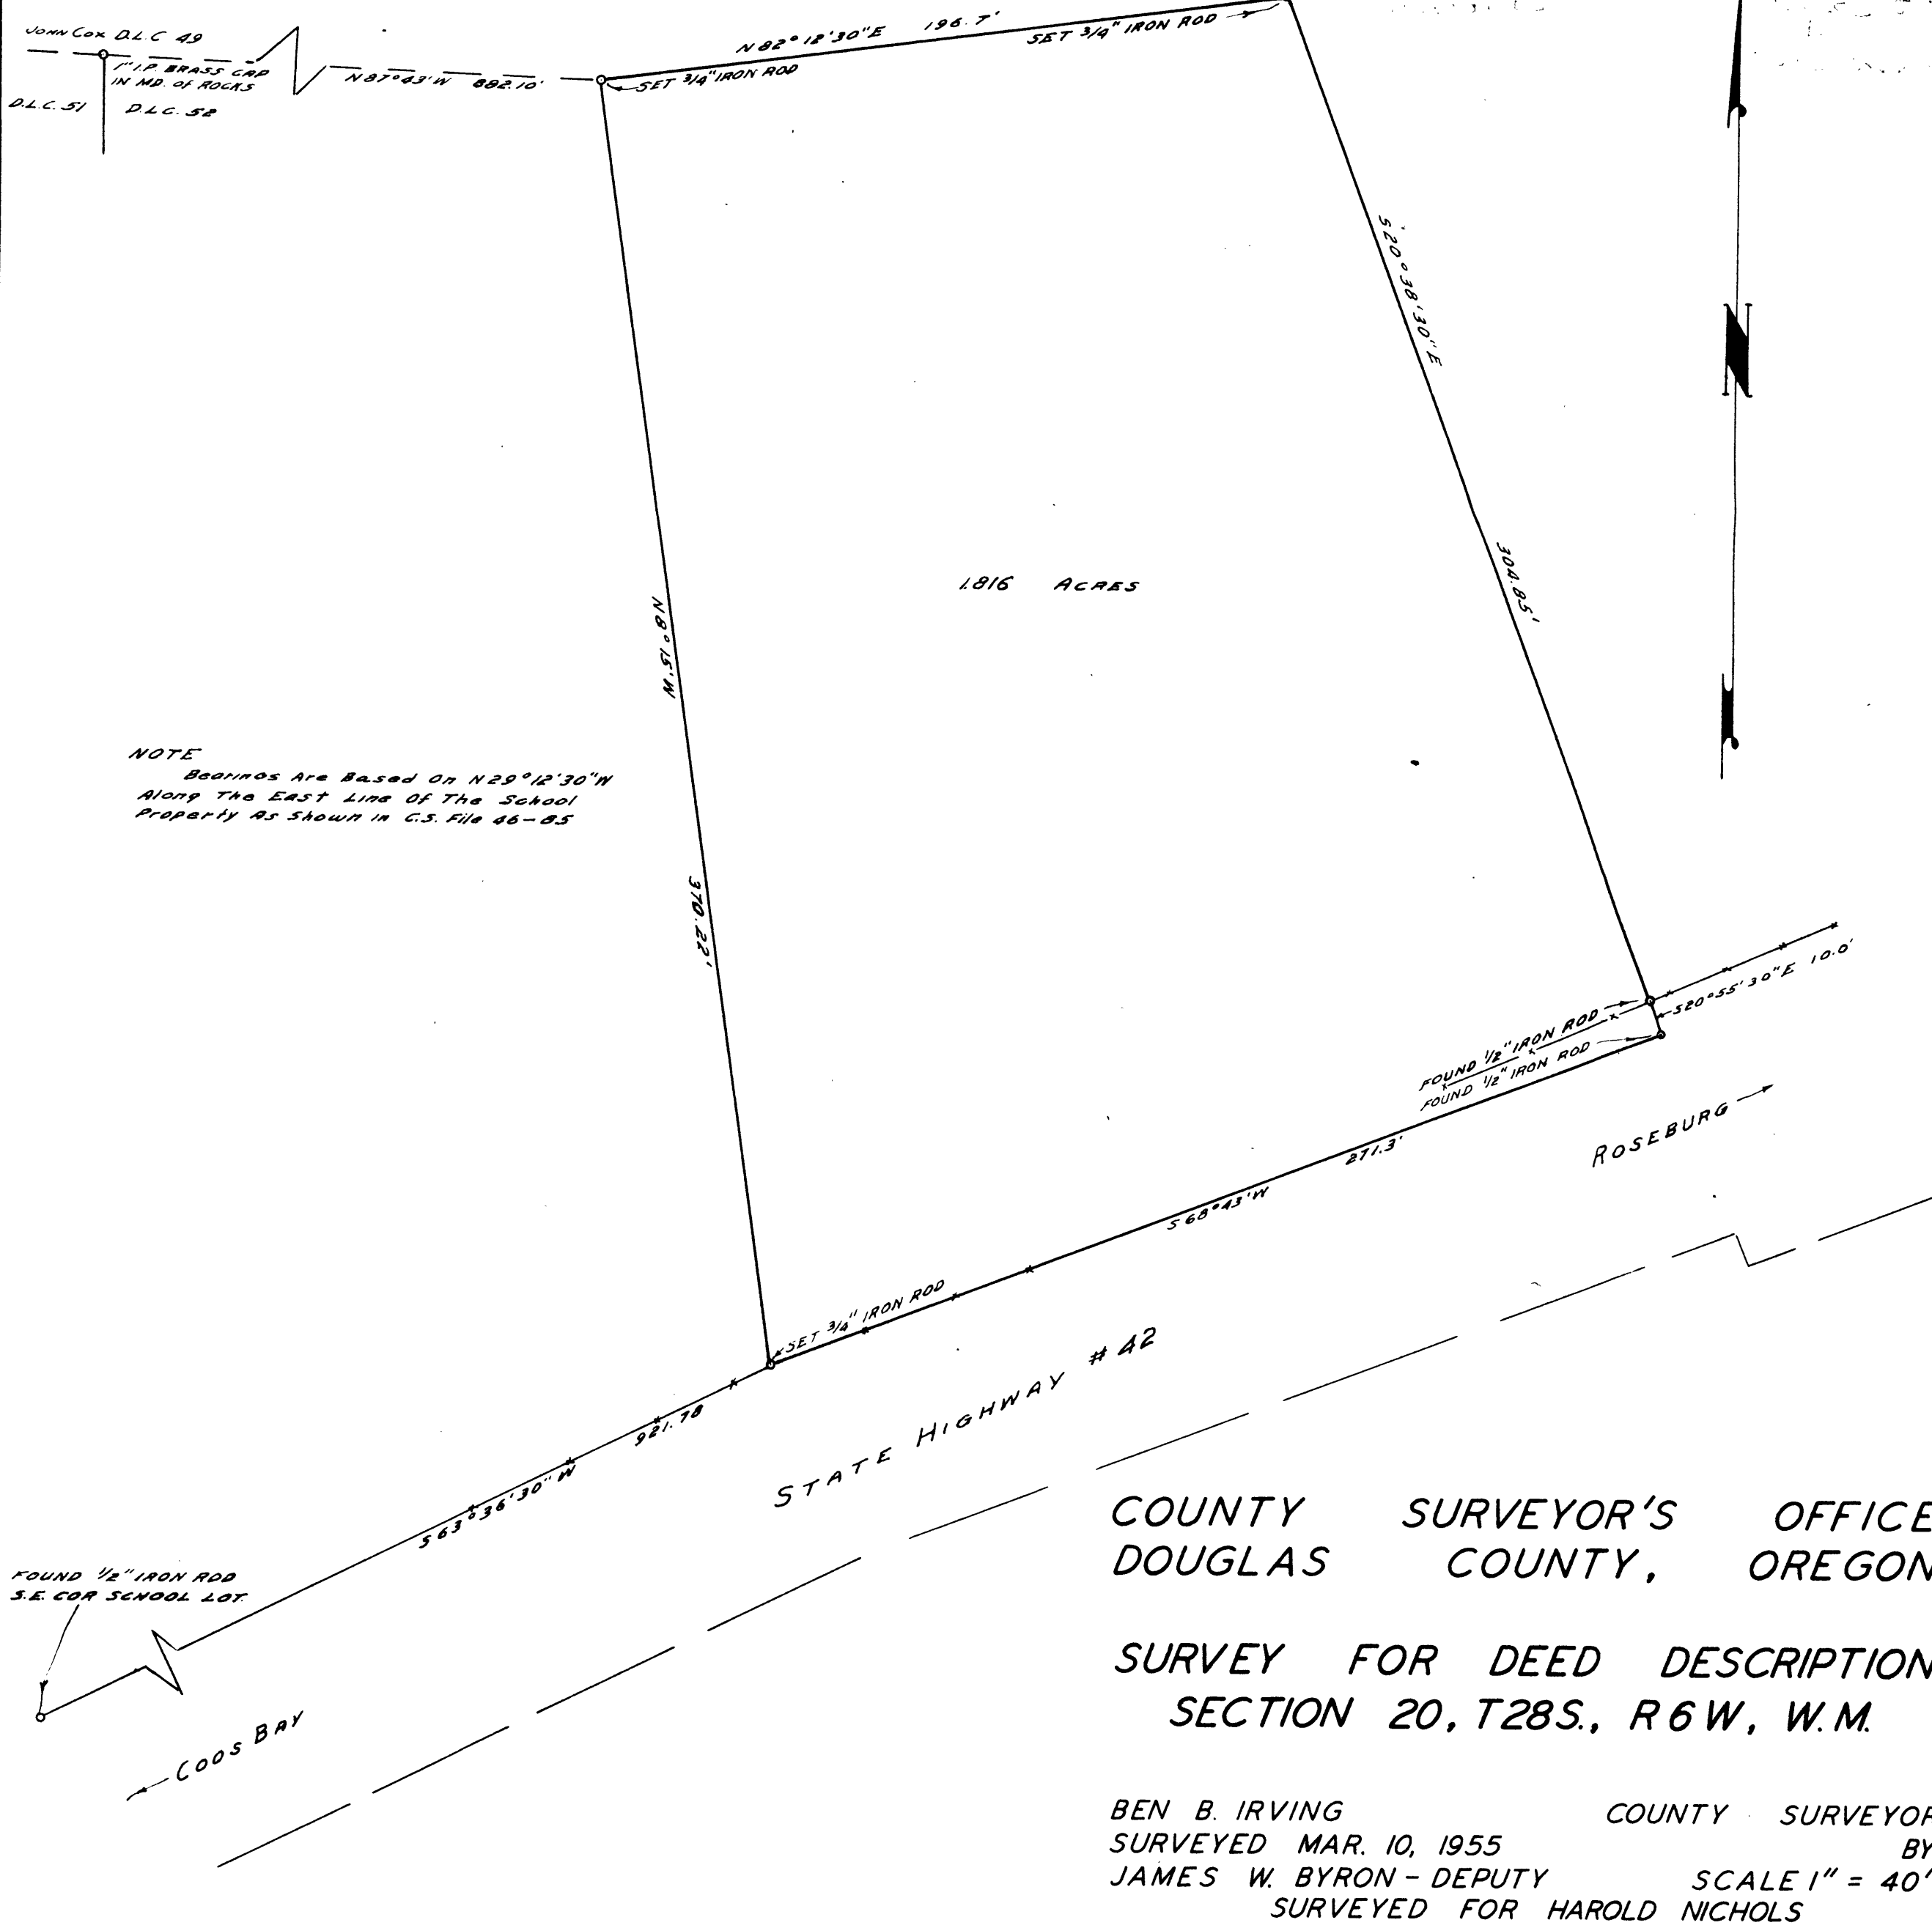 JOHN COX D.L.C 49
1" I.P. BRASS CAP
IN MD. OF ROCKS
D.L.C. 51
D.L.C. 52
N 87° 43' W 882.10'
N 82° 12' 30" E 196.7'
SET 3/4" IRON ROD
SET 3/4" IRON ROD
S 20° 38' 30" E
304.85'
N
N 8° 15' W
370.22'
1.816 ACRES
NOTE
Bearings Are Based On N 29° 12' 30" W
Along The East Line Of The School
Property As Shown in C.S. File 46-85
S 20° 55' 30" E 10.0'
FOUND 1/2" IRON ROD
FOUND 1/2" IRON ROD
ROSEBURG
271.3'
S 68° 43' W
SET 3/4" IRON ROD
STATE HIGHWAY # 42
921.78
S 63° 36' 30" W
FOUND 1/2" IRON ROD
S.E. COR SCHOOL LOT.
COOS BAY
COUNTY SURVEYOR'S OFFICE
DOUGLAS COUNTY, OREGON
SURVEY FOR DEED DESCRIPTION
SECTION 20, T28S., R6W, W.M.
BEN B. IRVING COUNTY SURVEYOR
SURVEYED MAR. 10, 1955 BY
JAMES W. BYRON - DEPUTY SCALE 1" = 40'
SURVEYED FOR HAROLD NICHOLS